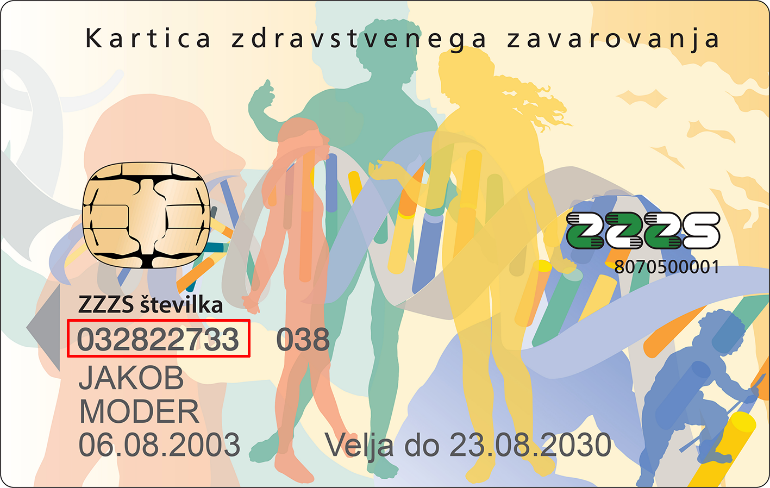 Kartica zdravstvenega zavarovanja
ZZZS
8070500001
ZZZS številka
032822733 038
JAKOB
MODER
06.08.2003 Velja do 23.08.2030